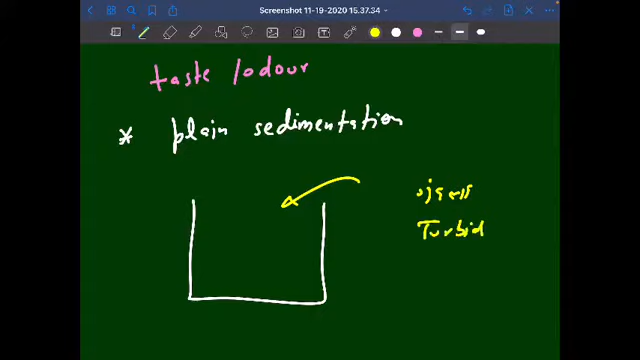 Screenshot 11-19-2020 15.37.34
taste / odour
* plain sedimentation
Turbid